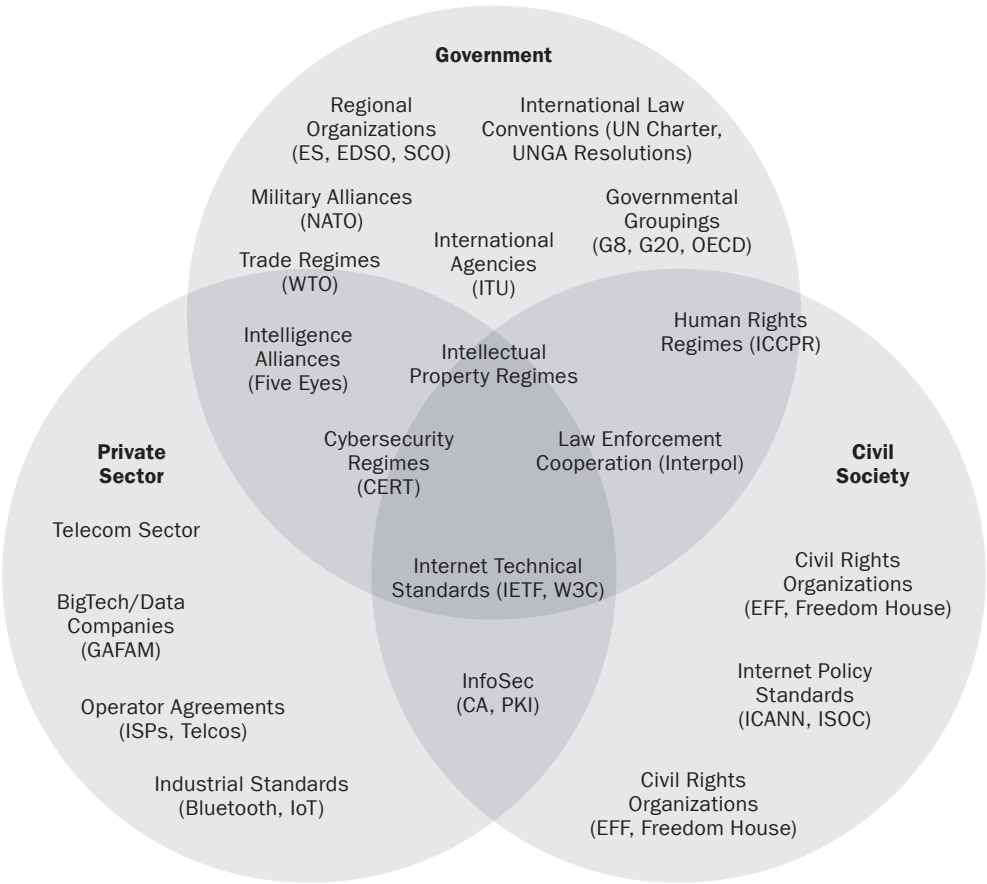 Government
Regional
Organizations
(ES, EDSO, SCO)
International Law
Conventions (UN Charter,
UNGA Resolutions)
Military Alliances
(NATO)
Governmental
Groupings
(G8, G20, OECD)
International
Agencies
(ITU)
Trade Regimes
(WTO)
Human Rights
Regimes (ICCPR)
Intelligence
Alliances
(Five Eyes)
Intellectual
Property Regimes
Cybersecurity
Regimes
(CERT)
Law Enforcement
Cooperation (Interpol)
Private
Sector
Civil
Society
Telecom Sector
Internet Technical
Standards (IETF, W3C)
Civil Rights
Organizations
(EFF, Freedom House)
BigTech/Data
Companies
(GAFAM)
InfoSec
(CA, PKI)
Internet Policy
Standards
(ICANN, ISOC)
Operator Agreements
(ISPs, Telcos)
Industrial Standards
(Bluetooth, IoT)
Civil Rights
Organizations
(EFF, Freedom House)